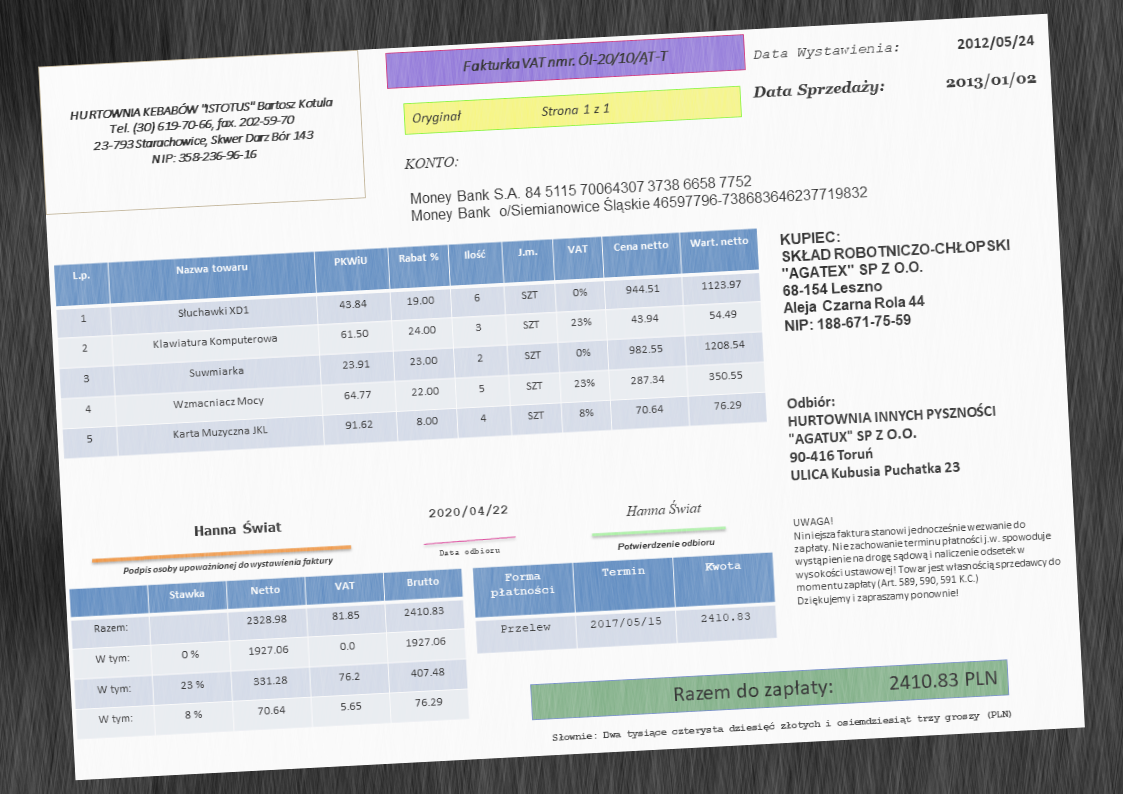 HURTOWNIA KEBABÓW "ISTOTUS" Bartosz Kotula
Tel. (30) 619-70-66, fax. 202-59-70
23-793 Starachowice, Skwer Darz Bór 143
NIP: 358-236-96-16
Fakturka VAT nmr. Ól-20/10/ĄT-T
Oryginał Strona 1 z 1
Data Wystawienia: 2012/05/24
Data Sprzedaży: 2013/01/02
KONTO:
Money Bank S.A. 84 5115 70064307 3738 6658 7752
Money Bank o/Siemianowice Śląskie 46597796-738683646237719832
KUPIEC:
SKŁAD ROBOTNICZO-CHŁOPSKI
"AGATEX" SP Z O.O.
68-154 Leszno
Aleja Czarna Rola 44
NIP: 188-671-75-59
L.p. Nazwa towaru PKWiU Rabat % Ilość J.m. VAT Cena netto Wart. netto
1 Słuchawki XD1 43.84 19.00 6 SZT 0% 944.51 1123.97
2 Klawiatura Komputerowa 61.50 24.00 3 SZT 23% 43.94 54.49
3 Suwmiarka 23.91 23.00 2 SZT 0% 982.55 1208.54
4 Wzmacniacz Mocy 64.77 22.00 5 SZT 23% 287.34 350.55
5 Karta Muzyczna JKL 91.62 8.00 4 SZT 8% 70.64 76.29
Odbiór:
HURTOWNIA INNYCH PYSZNOŚCI
"AGATUX" SP Z O.O.
90-416 Toruń
ULICA Kubusia Puchatka 23
Hanna Świat
Podpis osoby upoważnionej do wystawienia faktury
2020/04/22
Data odbioru
Hanna Świat
Potwierdzenie odbioru
UWAGA!
Niniejsza faktura stanowi jednocześnie wezwanie do
zapłaty. Nie zachowanie terminu płatności j.w. spowoduje
wystąpienie na drogę sądową i naliczenie odsetek w
wysokości ustawowej! Towar jest własnością sprzedawcy do
momentu zapłaty (Art. 589, 590, 591 K.C.)
Dziękujemy i zapraszamy ponownie!
Stawka Netto VAT Brutto
Razem: 2328.98 81.85 2410.83
W tym: 0 % 1927.06 0.0 1927.06
W tym: 23 % 331.28 76.2 407.48
W tym: 8 % 70.64 5.65 76.29
Forma płatności Termin Kwota
Przelew 2017/05/15 2410.83
Razem do zapłaty: 2410.83 PLN
Słownie: Dwa tysiące czterysta dziesięć złotych i osiemdziesiąt trzy groszy (PLN)